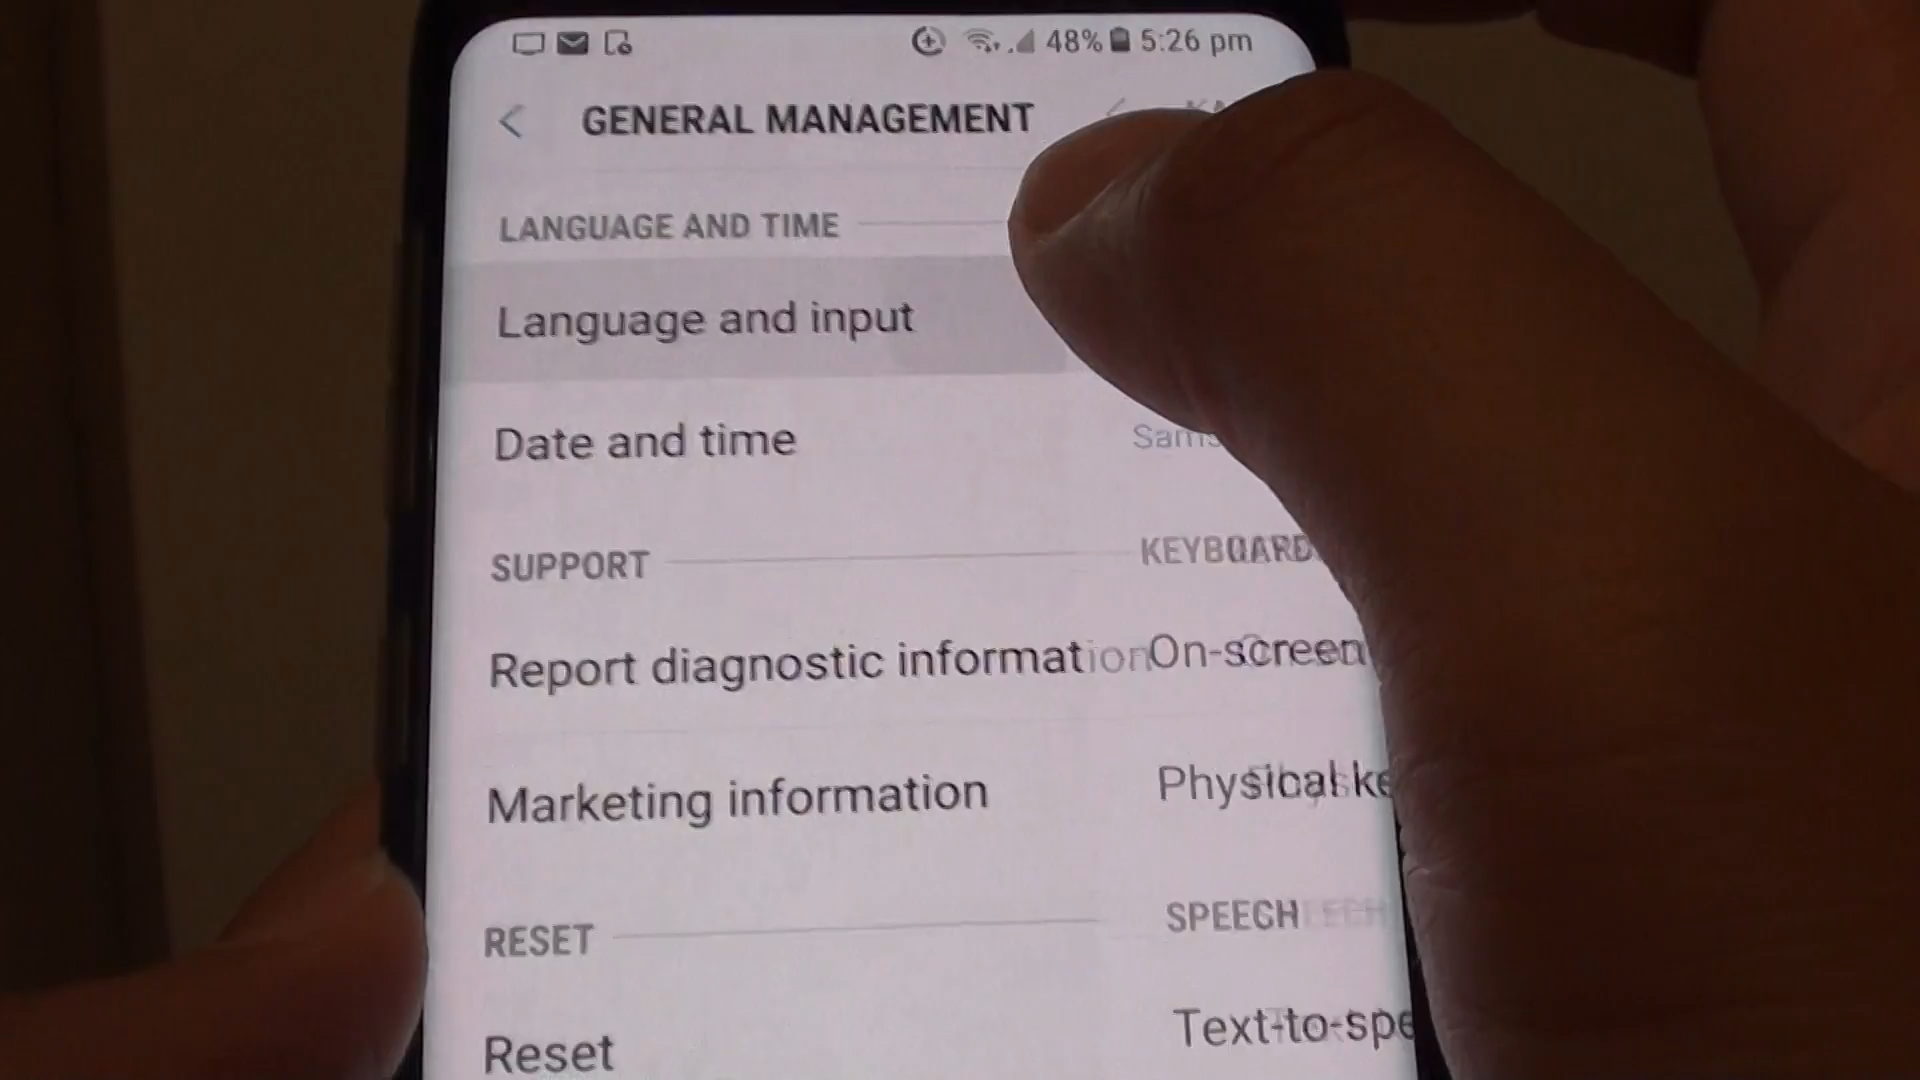 48% 5:26 pm
GENERAL MANAGEMENT
LANGUAGE AND TIME
Language and input
Date and time
SUPPORT
KEYBOARD
Report diagnostic information
On-screen
Marketing information
Physical ke
SPEECH
RESET
Text-to-spe
Reset